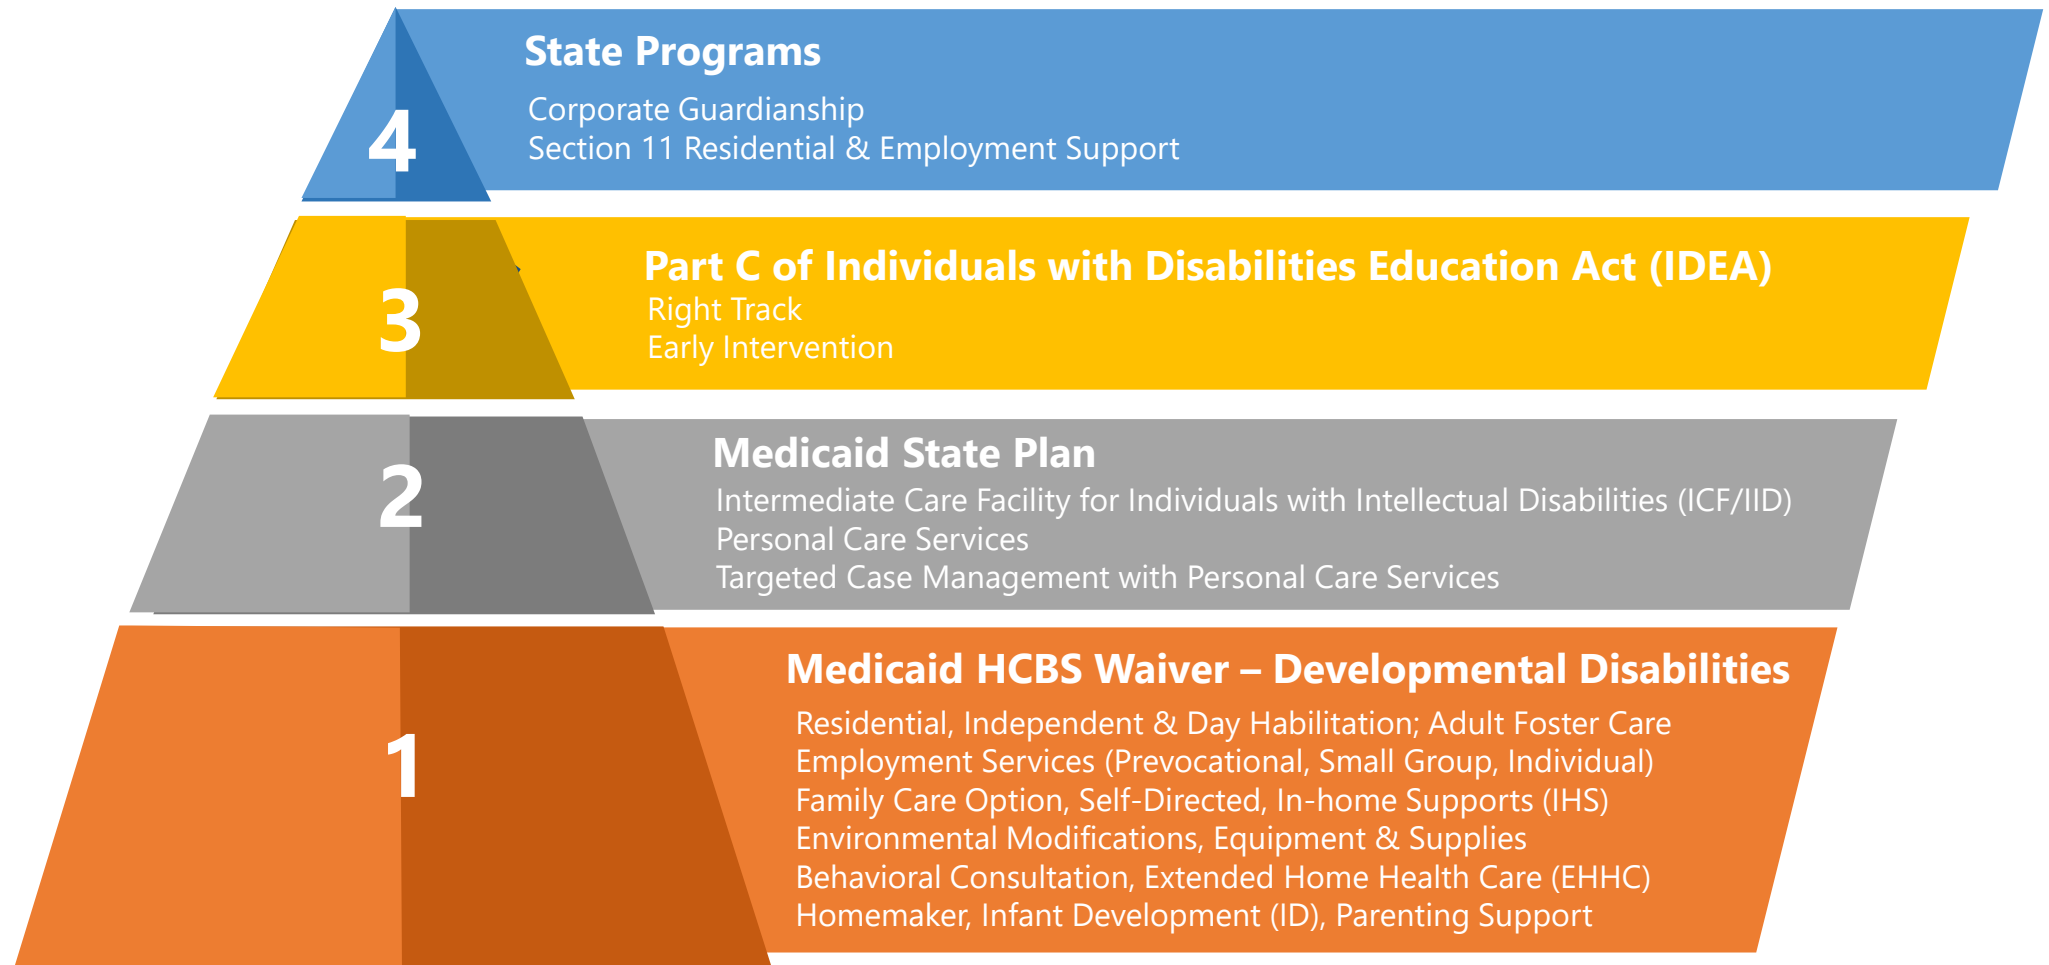 4
State Programs
Corporate Guardianship
Section 11 Residential & Employment Support
3
Part C of Individuals with Disabilities Education Act (IDEA)
Right Track
Early Intervention
2
Medicaid State Plan
Intermediate Care Facility for Individuals with Intellectual Disabilities (ICF/IID)
Personal Care Services
Targeted Case Management with Personal Care Services
1
Medicaid HCBS Waiver – Developmental Disabilities
Residential, Independent & Day Habilitation; Adult Foster Care
Employment Services (Prevocational, Small Group, Individual)
Family Care Option, Self-Directed, In-home Supports (IHS)
Environmental Modifications, Equipment & Supplies
Behavioral Consultation, Extended Home Health Care (EHHC)
Homemaker, Infant Development (ID), Parenting Support